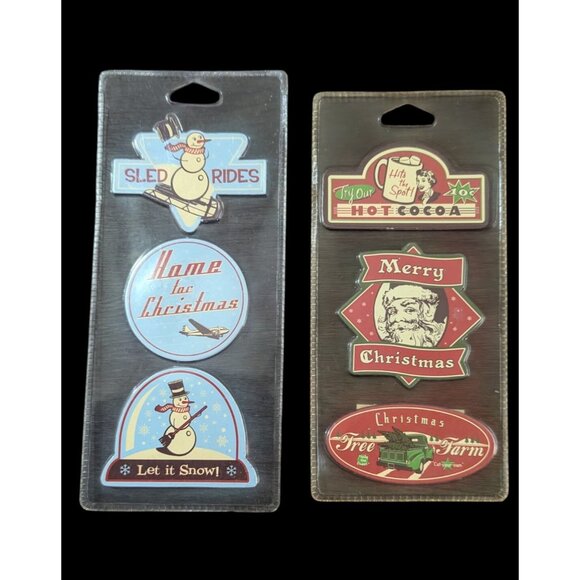 SLED RIDES
Home
for
Christmas
Let it Snow!
Hits
the
Spot!
Try Our
10¢
HOT COCOA
Merry
Christmas
Christmas
Tree Farm